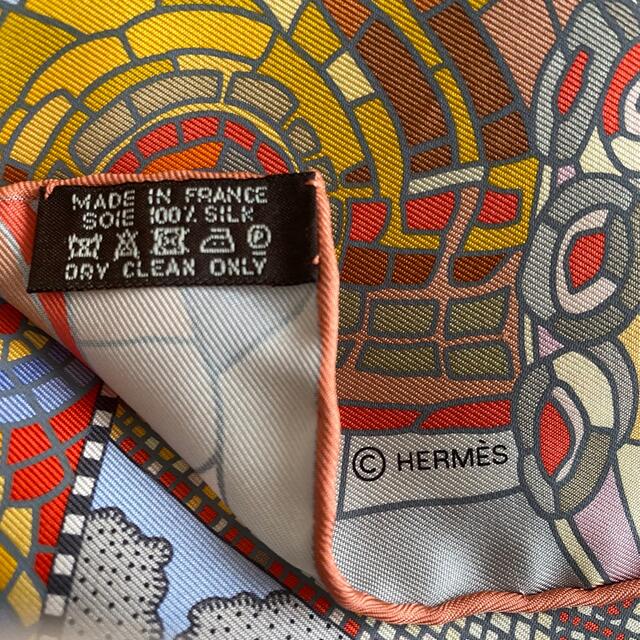 MADE IN FRANCE
SOIE 100% SILK
P
DRY CLEAN ONLY
© HERMÈS